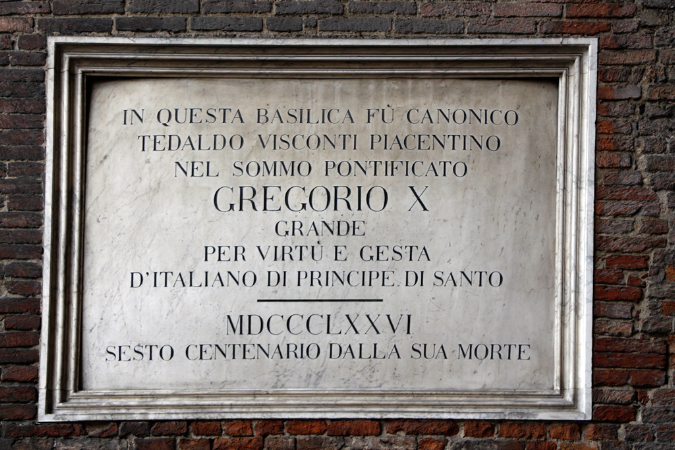 IN QUESTA BASILICA FÙ CANONICO
TEDALDO VISCONTI PIACENTINO
NEL SOMMO PONTIFICATO
GREGORIO X
GRANDE
PER VIRTÙ E GESTA
D'ITALIANO DI PRINCIPE DI SANTO
MDCCCLXXVI
SESTO CENTENARIO DALLA SUA MORTE